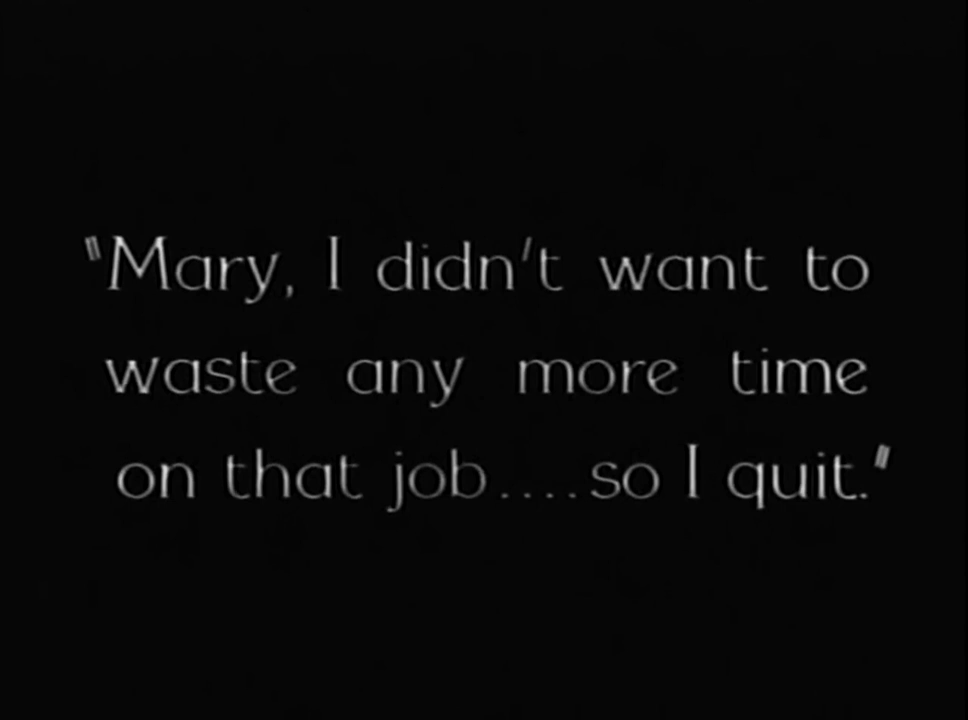 "Mary, I didn't want to
waste any more time
on that job....so I quit."